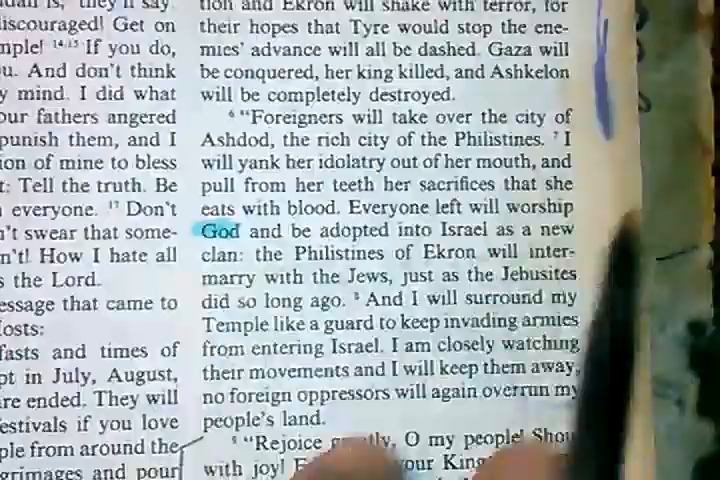 dah is, they'll say
discouraged! Get on
mple! 14,15 If you do,
u. And don't think
y mind. I did what
our fathers angered
punish them, and I
ion of mine to bless
t: Tell the truth. Be
everyone. 17 Don't
n't swear that some-
n't! How I hate all
s the Lord.
essage that came to
Hosts:
fasts and times of
pt in July, August,
are ended. They will
estivals if you love
ple from around the
grimages and pour
tion and Ekron will shake with terror, for
their hopes that Tyre would stop the ene-
mies' advance will all be dashed. Gaza will
be conquered, her king killed, and Ashkelon
will be completely destroyed.
6 "Foreigners will take over the city of
Ashdod, the rich city of the Philistines. 7 I
will yank her idolatry out of her mouth, and
pull from her teeth her sacrifices that she
eats with blood. Everyone left will worship
God and be adopted into Israel as a new
clan: the Philistines of Ekron will inter-
marry with the Jews, just as the Jebusites
did so long ago. 8 And I will surround my
Temple like a guard to keep invading armies
from entering Israel. I am closely watching
their movements and I will keep them away,
no foreign oppressors will again overrun my
people's land.
9 "Rejoice greatly, O my people! Shou
with joy! your King